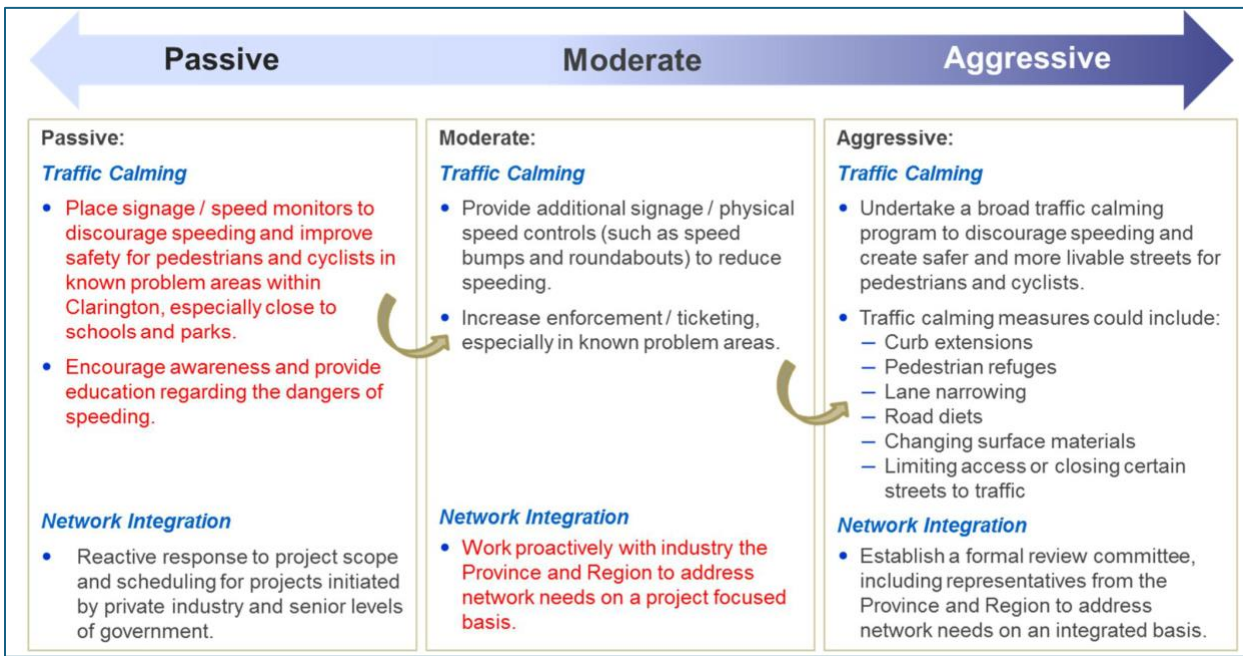 Passive
Moderate
Aggressive
Passive:
Traffic Calming
• Place signage / speed monitors to
discourage speeding and improve
safety for pedestrians and cyclists in
known problem areas within
Clarington, especially close to
schools and parks.
• Encourage awareness and provide
education regarding the dangers of
speeding.
Network Integration
• Reactive response to project scope
and scheduling for projects initiated
by private industry and senior levels
of government.
Moderate:
Traffic Calming
• Provide additional signage / physical
speed controls (such as speed
bumps and roundabouts) to reduce
speeding.
• Increase enforcement / ticketing,
especially in known problem areas.
Network Integration
• Work proactively with industry the
Province and Region to address
network needs on a project focused
basis.
Aggressive:
Traffic Calming
• Undertake a broad traffic calming
program to discourage speeding and
create safer and more livable streets for
pedestrians and cyclists.
• Traffic calming measures could include:
– Curb extensions
– Pedestrian refuges
– Lane narrowing
– Road diets
– Changing surface materials
– Limiting access or closing certain
streets to traffic
Network Integration
• Establish a formal review committee,
including representatives from the
Province and Region to address
network needs on an integrated basis.